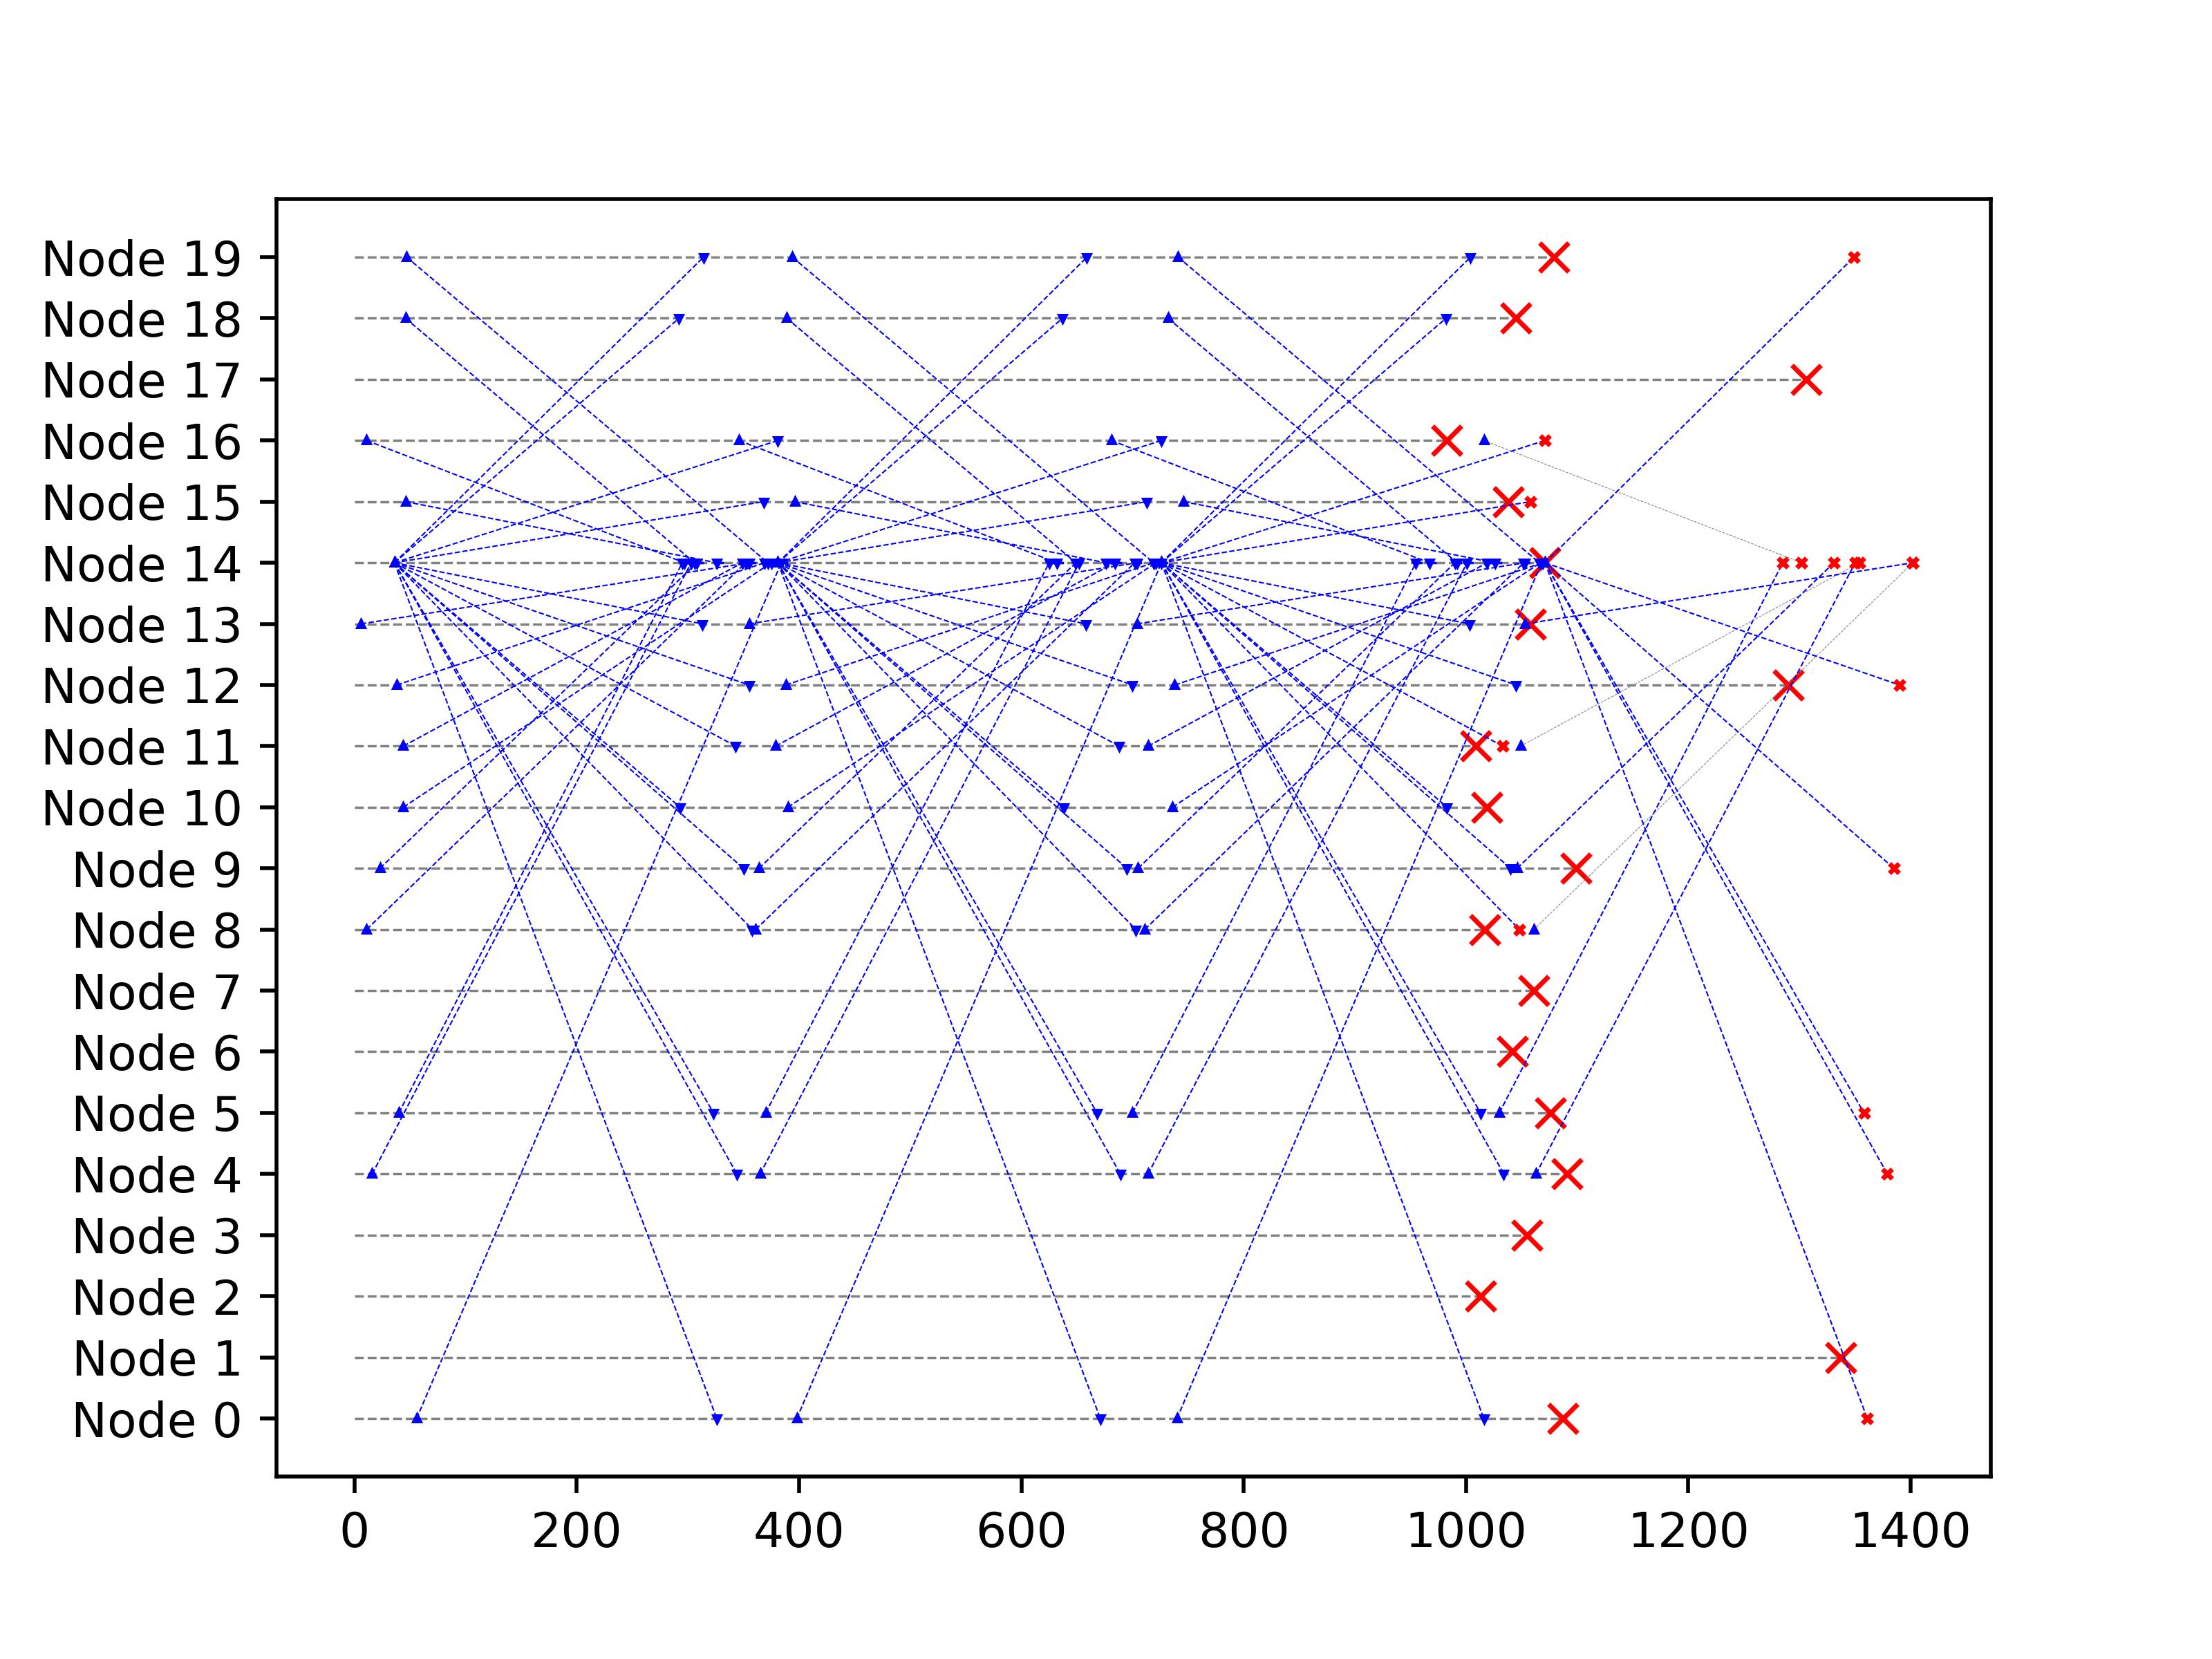 Node 19
Node 18
Node 17
Node 16
Node 15
Node 14
Node 13
Node 12
Node 11
Node 10
Node 9
Node 8
Node 7
Node 6
Node 5
Node 4
Node 3
Node 2
Node 1
Node 0
0 200 400 600 800 1000 1200 1400